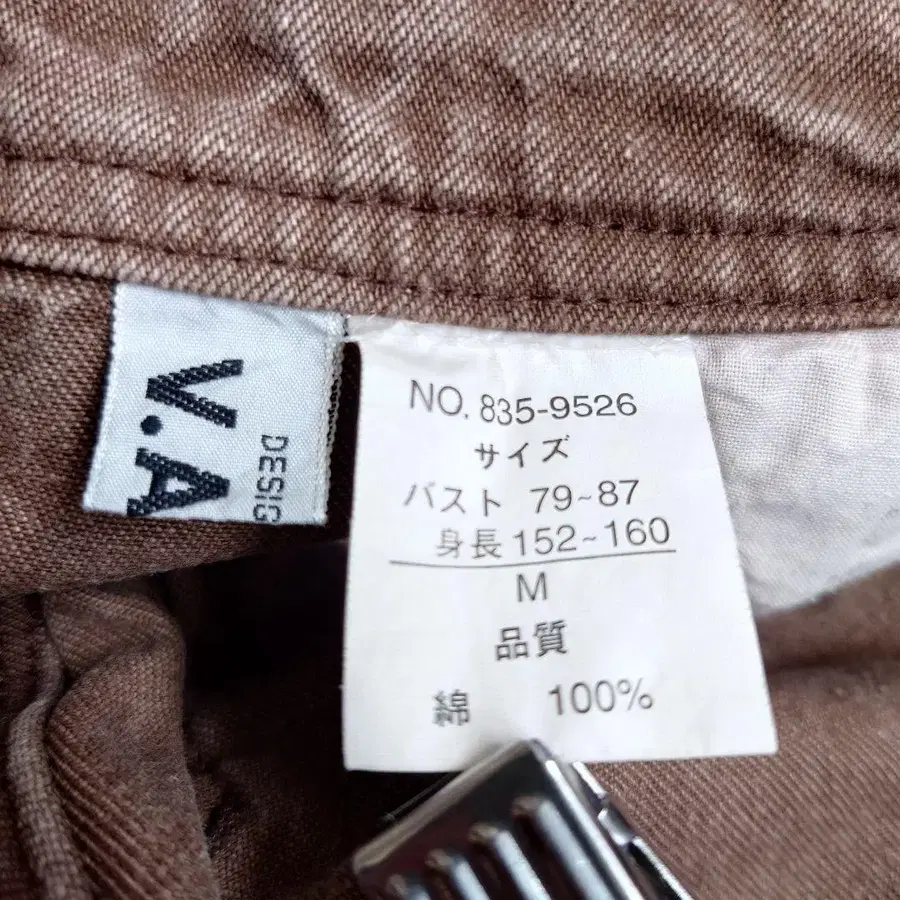 V.A
DESIG
NO. 835-9526
サイズ
バスト 79~87
身長 152~160
M
品質
綿 100%